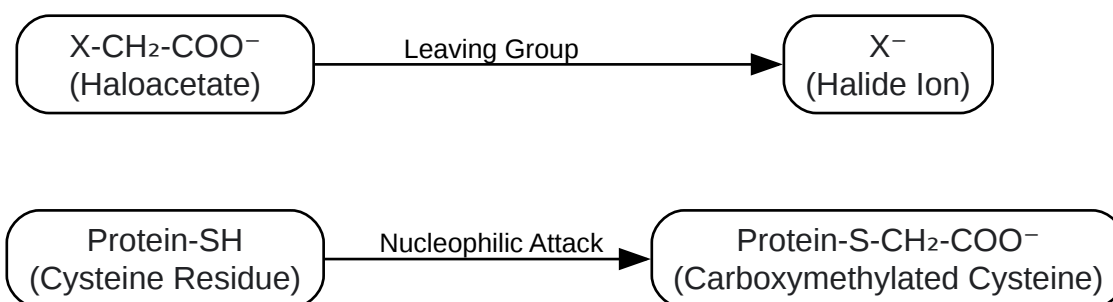 X-CH₂-COO⁻
(Haloacetate)
Leaving Group
X⁻
(Halide Ion)
Protein-SH
(Cysteine Residue)
Nucleophilic Attack
Protein-S-CH₂-COO⁻
(Carboxymethylated Cysteine)